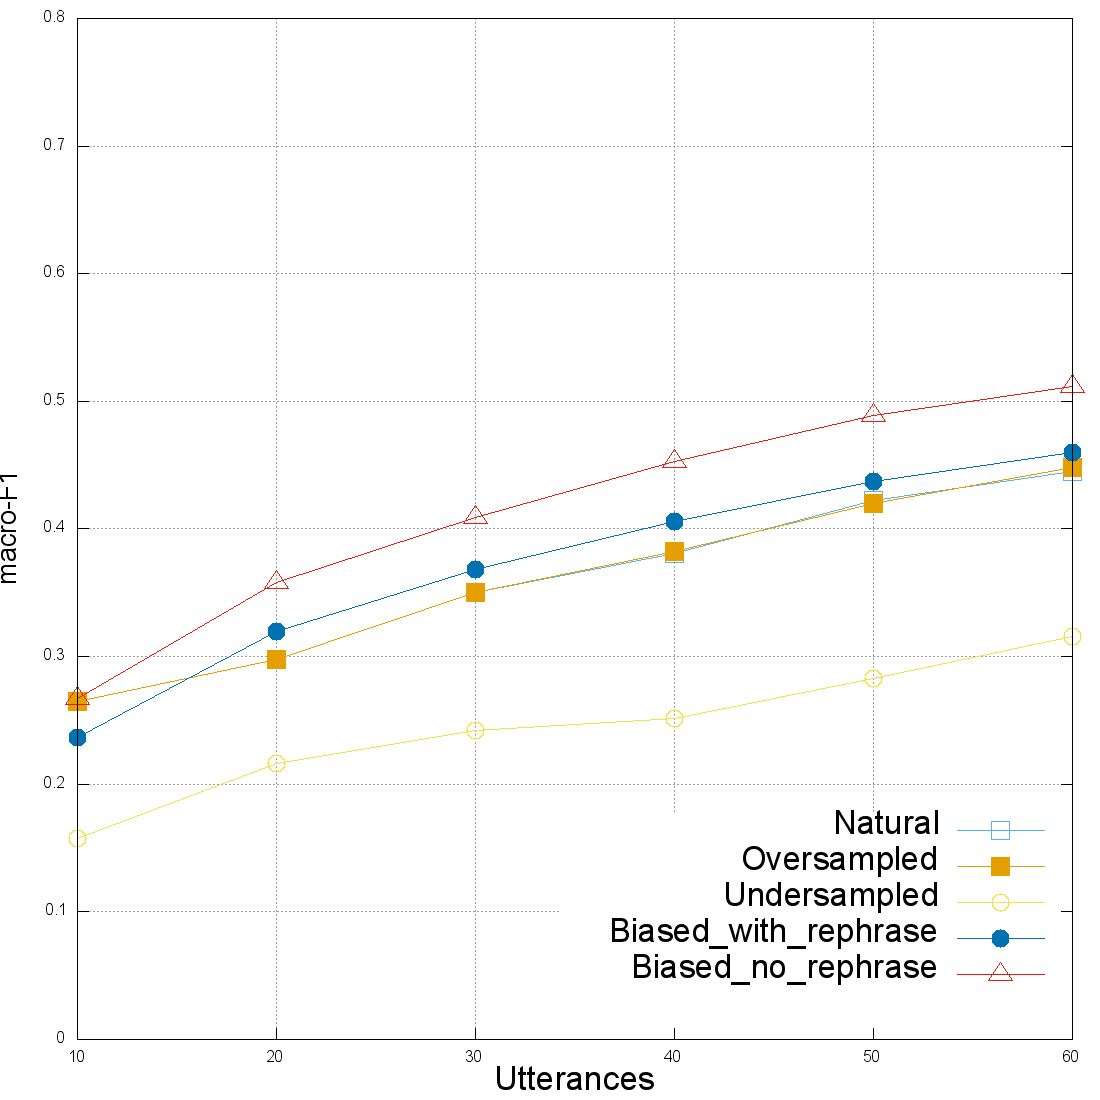 0.8
0.7
0.6
0.5
0.4
0.3
0.2
0.1
0
macro-F1
10 20 30 40 50 60
Utterances
Natural
Oversampled
Undersampled
Biased_with_rephrase
Biased_no_rephrase